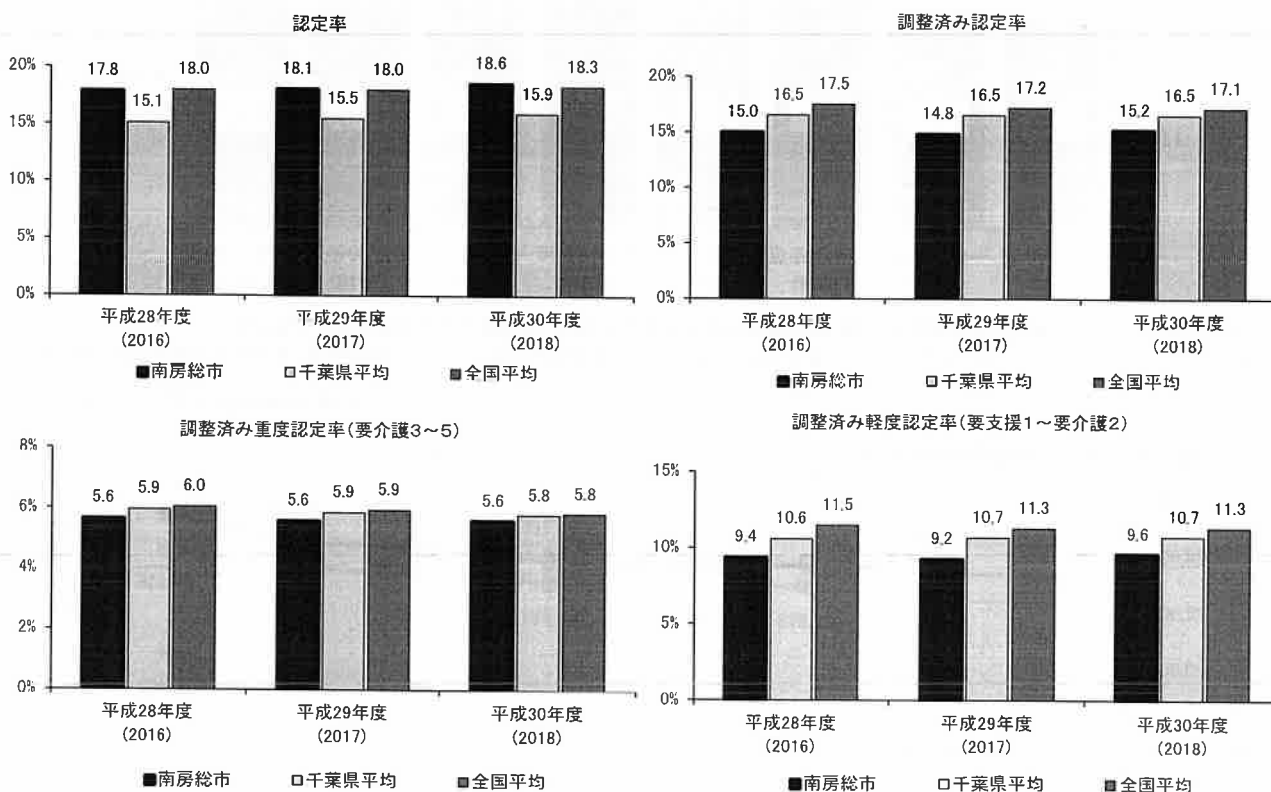 認定率
20%
15%
10%
5%
0%
17.8 15.1 18.0
18.1 15.5 18.0
18.6 15.9 18.3
平成28年度 平成29年度 平成30年度
(2016) (2017) (2018)
■南房総市 □千葉県平均 ■全国平均
調整済み認定率
20%
15%
10%
5%
0%
15.0 16.5 17.5
14.8 16.5 17.2
15.2 16.5 17.1
平成28年度 平成29年度 平成30年度
(2016) (2017) (2018)
■南房総市 □千葉県平均 ■全国平均
調整済み重度認定率(要介護3~5)
8%
6%
4%
2%
0%
5.6 5.9 6.0
5.6 5.9 5.9
5.6 5.8 5.8
平成28年度 平成29年度 平成30年度
(2016) (2017) (2018)
■南房総市 □千葉県平均 ■全国平均
調整済み軽度認定率(要支援1~要介護2)
15%
10%
5%
0%
9.4 10.6 11.5
9.2 10.7 11.3
9.6 10.7 11.3
平成28年度 平成29年度 平成30年度
(2016) (2017) (2018)
■南房総市 □千葉県平均 ■全国平均